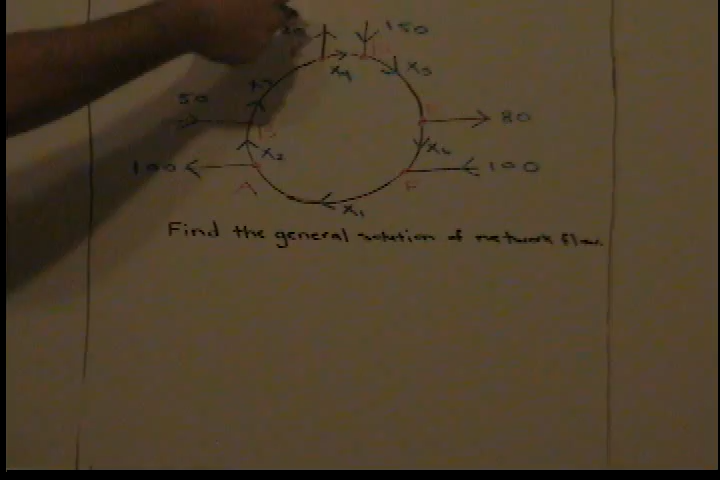 150
x4
x5
x3
50
80
x2
x6
100
100
A
F
x1
Find the general solution of network flow.